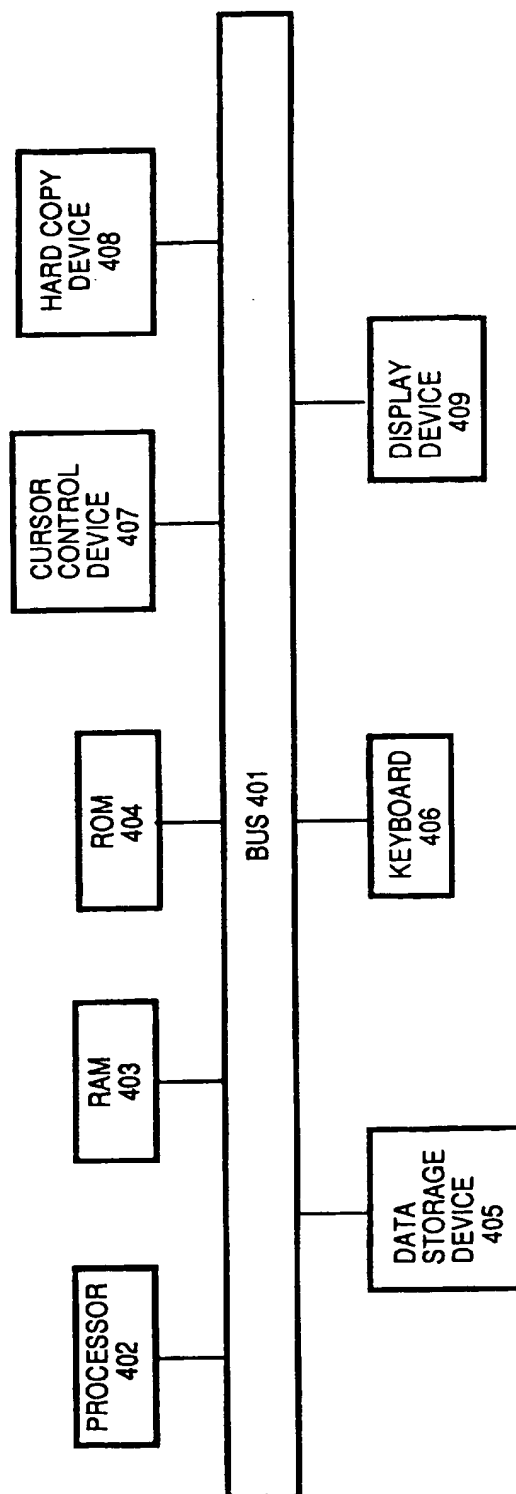 PROCESSOR
402
RAM
403
ROM
404
CURSOR
CONTROL
DEVICE
407
HARD COPY
DEVICE
408
BUS 401
DATA
STORAGE
DEVICE
405
KEYBOARD
406
DISPLAY
DEVICE
409